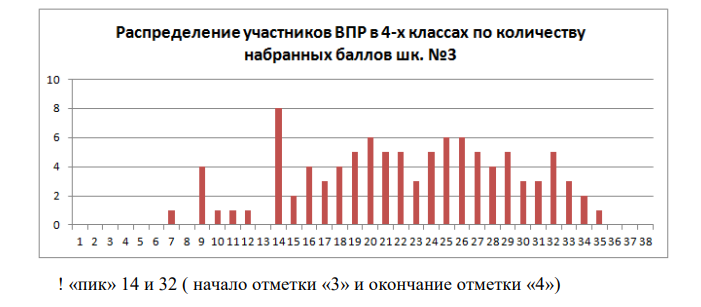 Распределение участников ВПР в 4-х классах по количеству
набранных баллов шк. №3
10
8
6
4
2
0
1 2 3 4 5 6 7 8 9 10 11 12 13 14 15 16 17 18 19 20 21 22 23 24 25 26 27 28 29 30 31 32 33 34 35 36 37 38
! «пик» 14 и 32 ( начало отметки «3» и окончание отметки «4»)